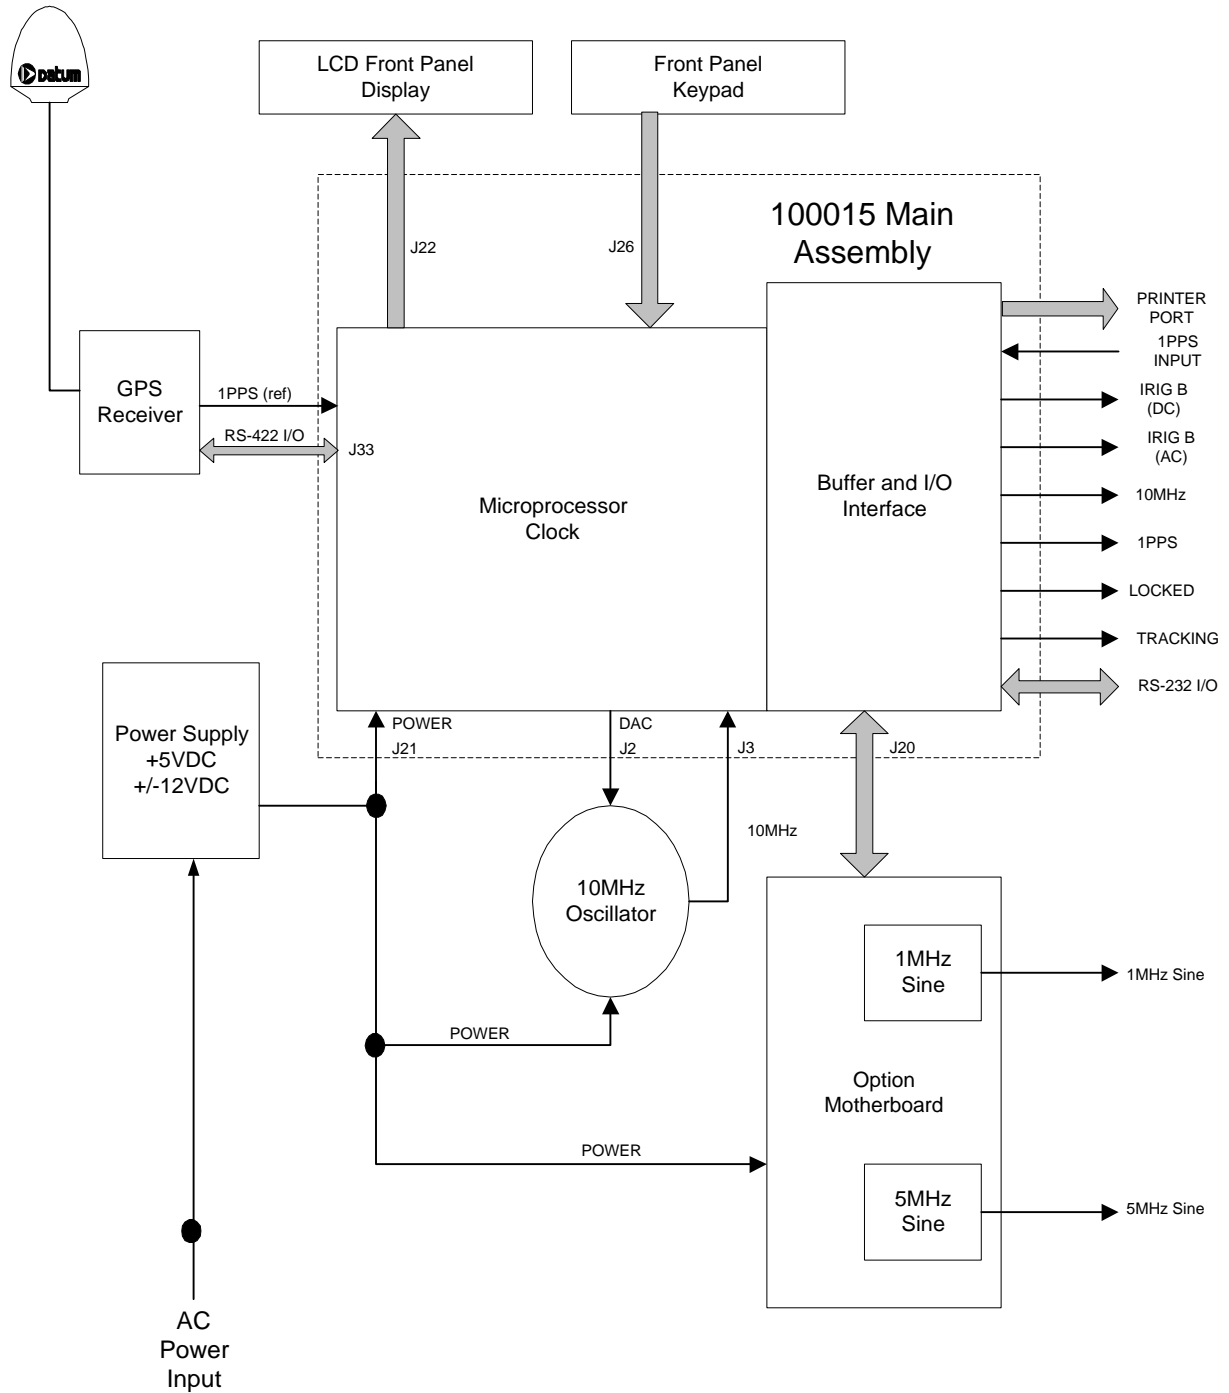 Datum
LCD Front Panel
Display
Front Panel
Keypad
100015 Main
Assembly
J22
J26
PRINTER
PORT
1PPS
INPUT
GPS
Receiver
1PPS (ref)
RS-422 I/O
J33
IRIG B
(DC)
IRIG B
(AC)
Microprocessor
Clock
Buffer and I/O
Interface
10MHz
1PPS
LOCKED
TRACKING
RS-232 I/O
Power Supply
+5VDC
+/-12VDC
POWER
J21
DAC
J2
J3
J20
10MHz
10MHz
Oscillator
1MHz
Sine
1MHz Sine
POWER
Option
Motherboard
POWER
5MHz
Sine
5MHz Sine
AC
Power
Input